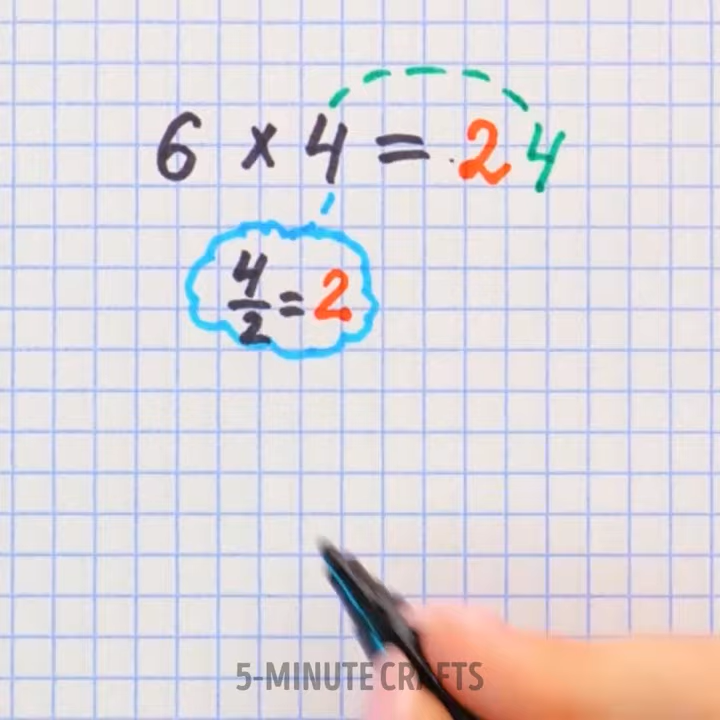 6 × 4 = 24
4/2 = 2
5-MINUTE CRAFTS